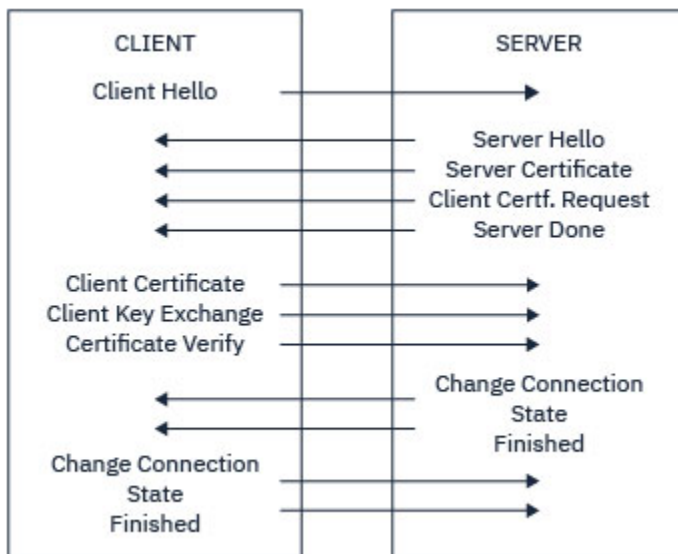 CLIENT
SERVER
Client Hello
Server Hello
Server Certificate
Client Certf. Request
Server Done
Client Certificate
Client Key Exchange
Certificate Verify
Change Connection
State
Finished
Change Connection
State
Finished